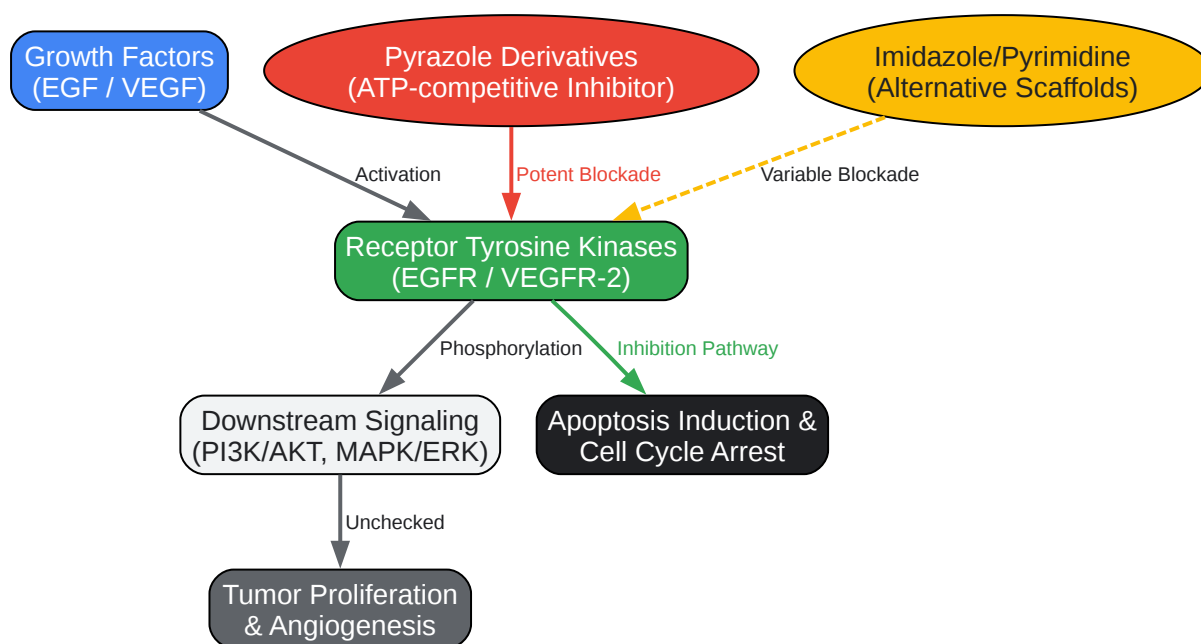 Growth Factors
(EGF / VEGF)
Pyrazole Derivatives
(ATP-competitive Inhibitor)
Imidazole/Pyrimidine
(Alternative Scaffolds)
Activation
Potent Blockade
Variable Blockade
Receptor Tyrosine Kinases
(EGFR / VEGFR-2)
Phosphorylation
Inhibition Pathway
Downstream Signaling
(PI3K/AKT, MAPK/ERK)
Apoptosis Induction &
Cell Cycle Arrest
Unchecked
Tumor Proliferation
& Angiogenesis